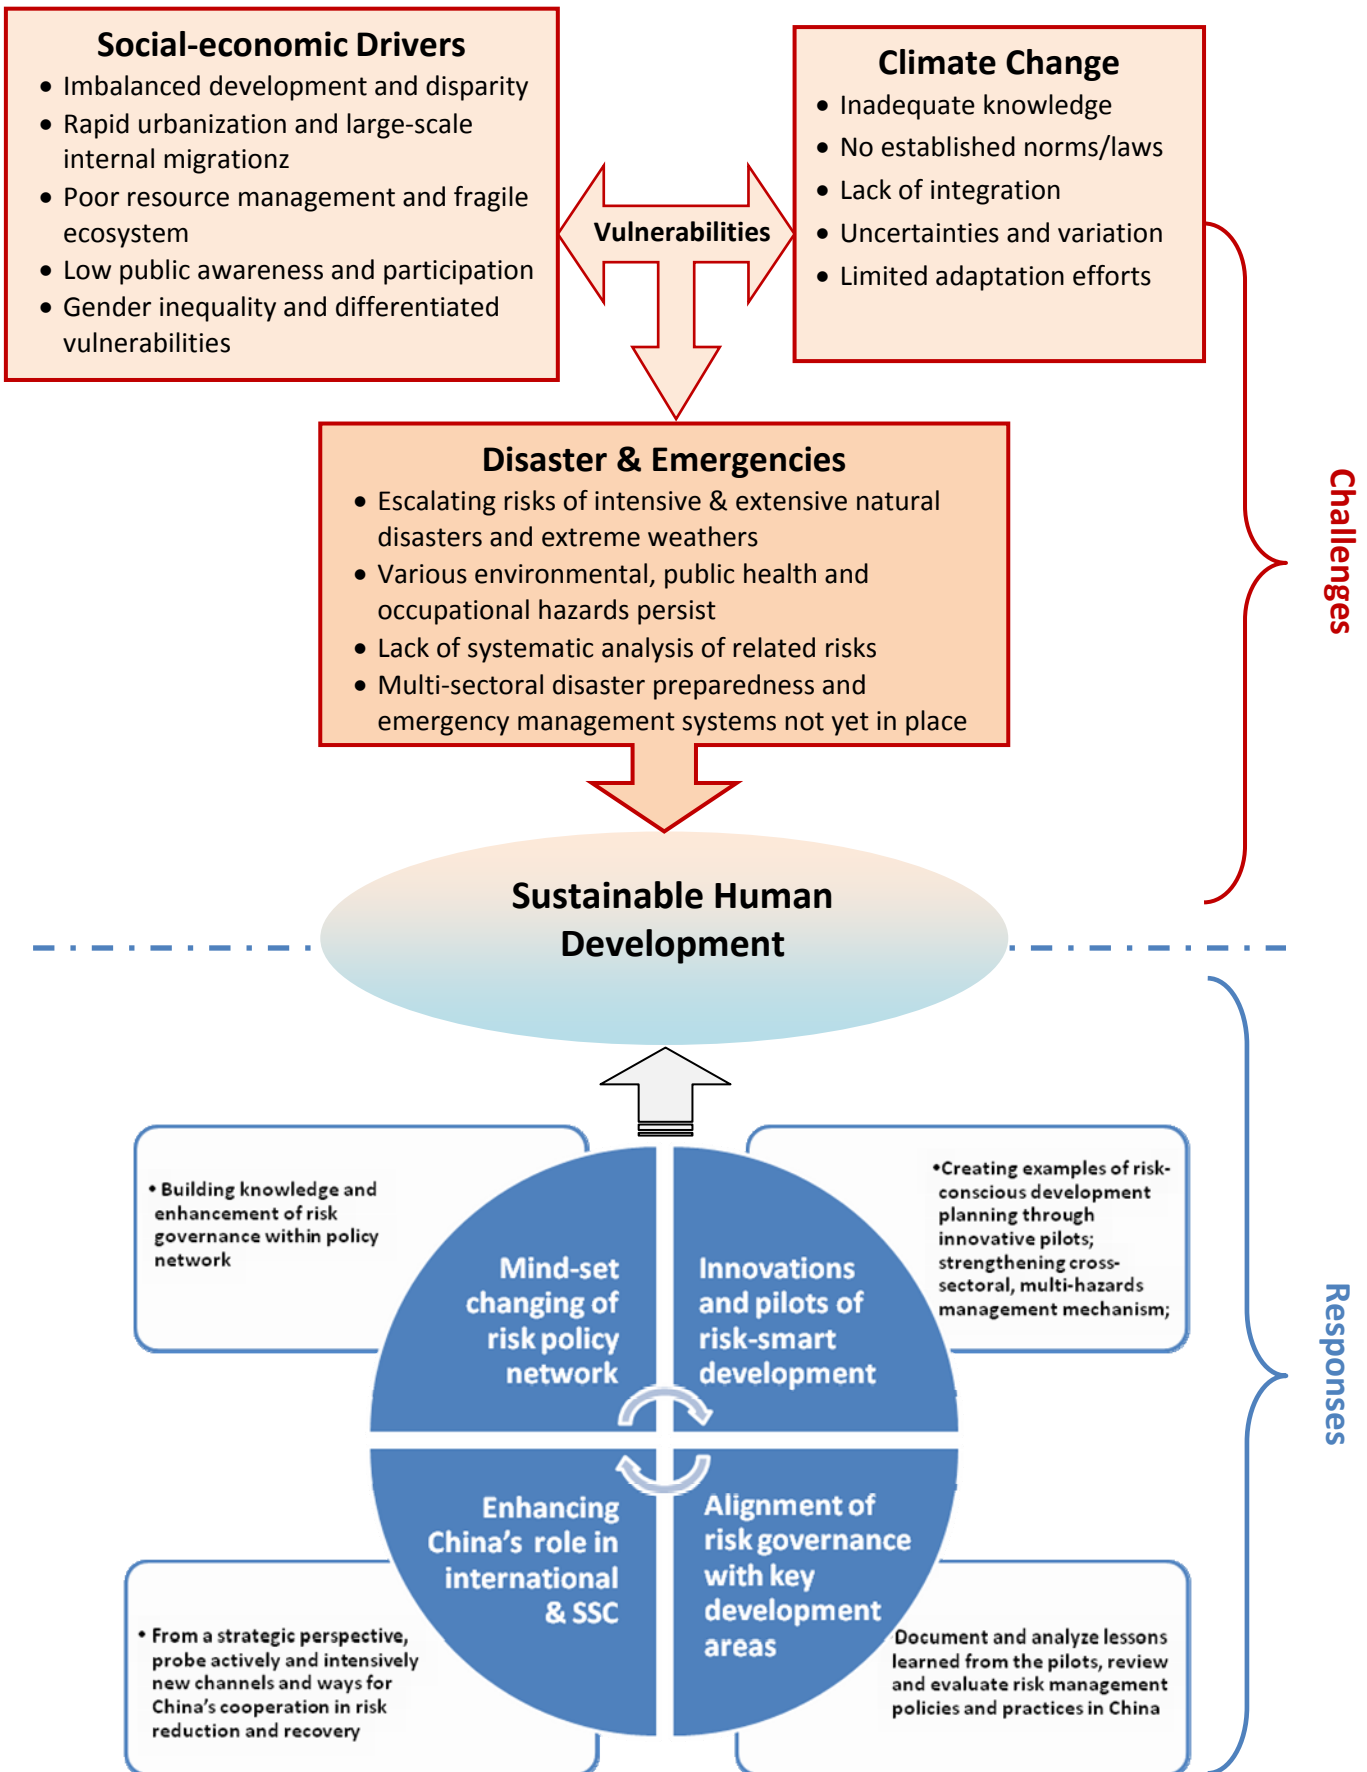 Social-economic Drivers
• Imbalanced development and disparity
• Rapid urbanization and large-scale
internal migrationz
• Poor resource management and fragile
ecosystem
• Low public awareness and participation
• Gender inequality and differentiated
vulnerabilities
Vulnerabilities
Climate Change
• Inadequate knowledge
• No established norms/laws
• Lack of integration
• Uncertainties and variation
• Limited adaptation efforts
Disaster & Emergencies
• Escalating risks of intensive & extensive natural
disasters and extreme weathers
• Various environmental, public health and
occupational hazards persist
• Lack of systematic analysis of related risks
• Multi-sectoral disaster preparedness and
emergency management systems not yet in place
Challenges
Sustainable Human
Development
• Building knowledge and
enhancement of risk
governance within policy
network
Mind-set
changing of
risk policy
network
Innovations
and pilots of
risk-smart
development
•Creating examples of risk-
conscious development
planning through
innovative pilots;
strengthening cross-
sectoral, multi-hazards
management mechanism;
Responses
Enhancing
China's role in
international
& SSC
Alignment of
risk governance
with key
development
areas
• From a strategic perspective,
probe actively and intensively
new channels and ways for
China's cooperation in risk
reduction and recovery
Document and analyze lessons
learned from the pilots, review
and evaluate risk management
policies and practices in China